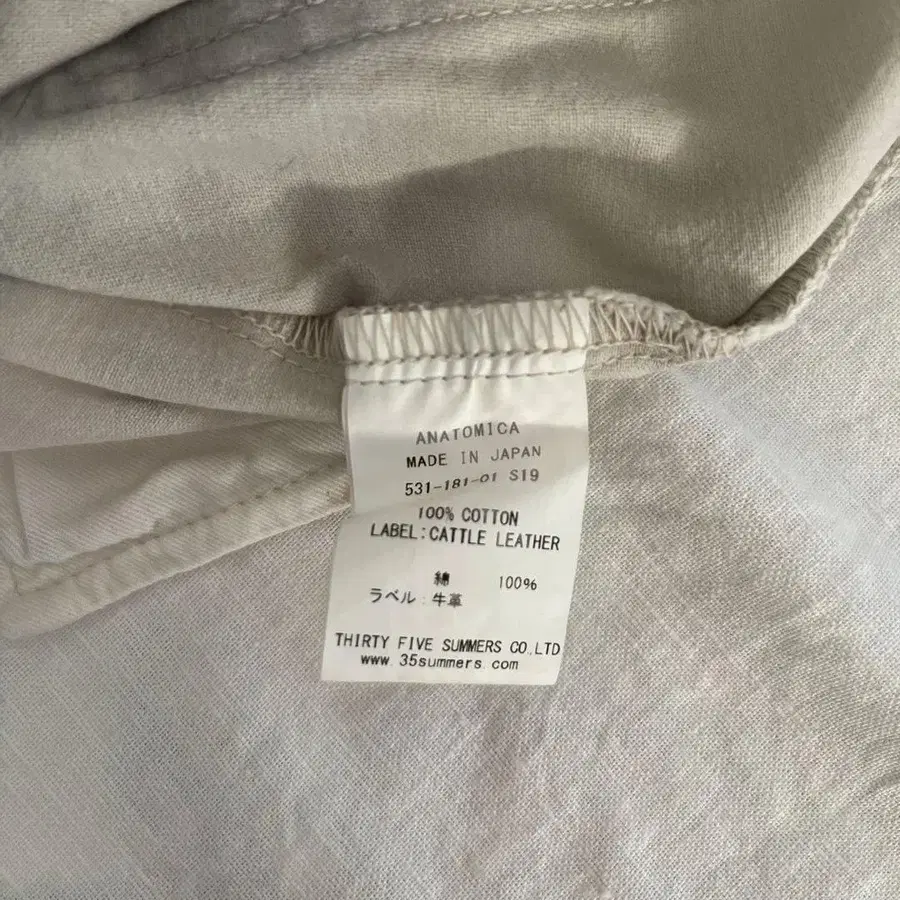 ANATOMICA
MADE IN JAPAN
531-181-01 S19
100% COTTON
LABEL:CATTLE LEATHER
綿 100%
ラベル:牛革
THIRTY FIVE SUMMERS CO.,LTD
www.35summers.com